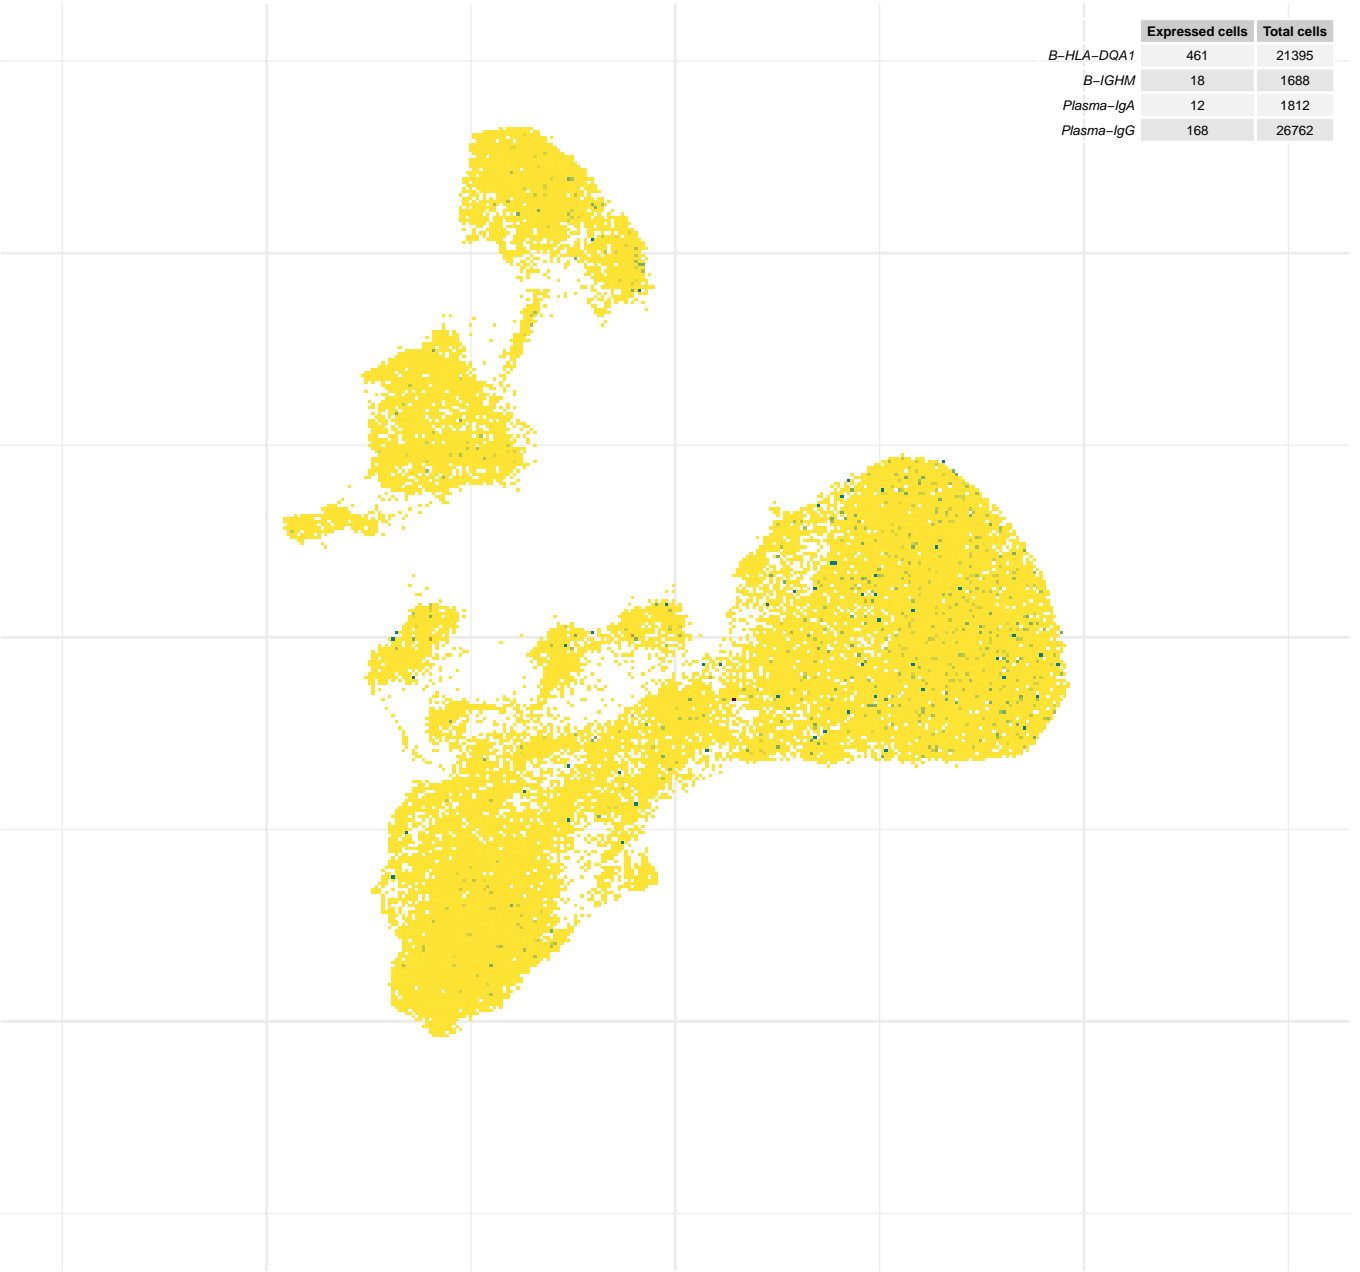 Expressed cells Total cells
B−HLA−DQA1 461 21395
B−IGHM 18 1688
Plasma−IgA 12 1812
Plasma−IgG 168 26762